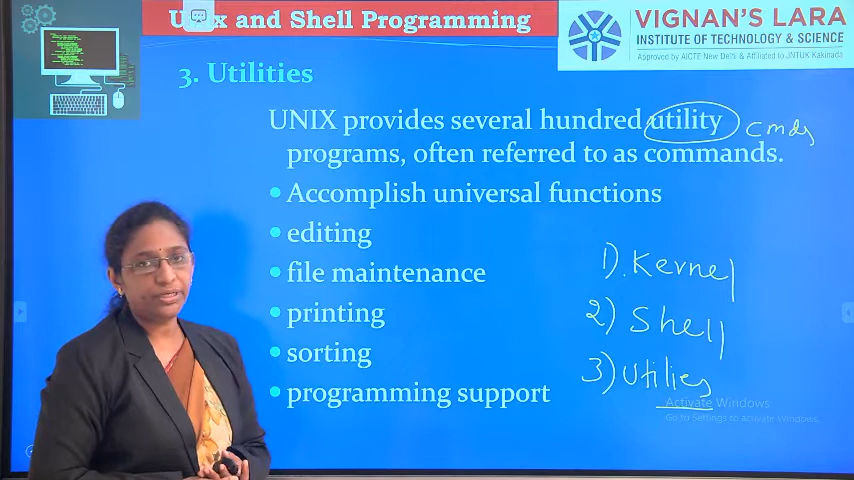 Unix and Shell Programming
VIGNAN'S LARA
INSTITUTE OF TECHNOLOGY & SCIENCE
Approved by AICTE New Delhi & Affiliated to JNTUK Kakinada
3. Utilities
UNIX provides several hundred utility cmds
programs, often referred to as commands.
• Accomplish universal functions
• editing
• file maintenance
• printing
• sorting
• programming support
1). Kernel
2) Shell
3) Utilies
Activate Windows
Go to Settings to activate Windows.